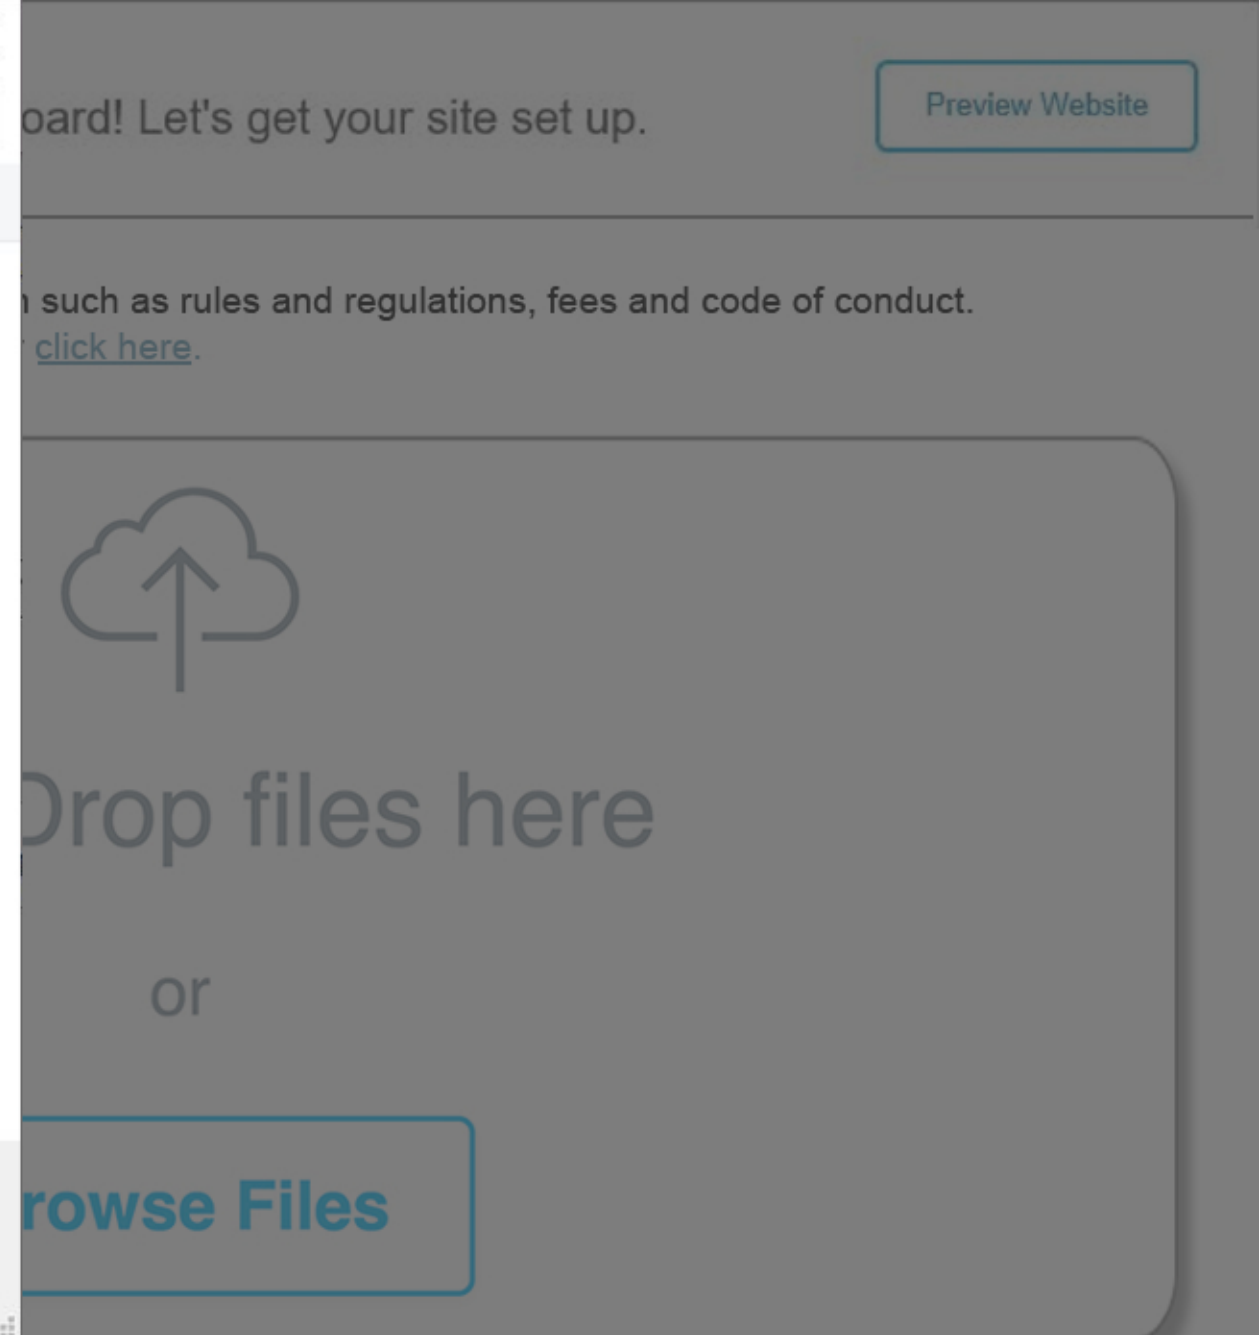 oard! Let's get your site set up.
Preview Website
such as rules and regulations, fees and code of conduct.
click here.
Drop files here
or
rowse Files